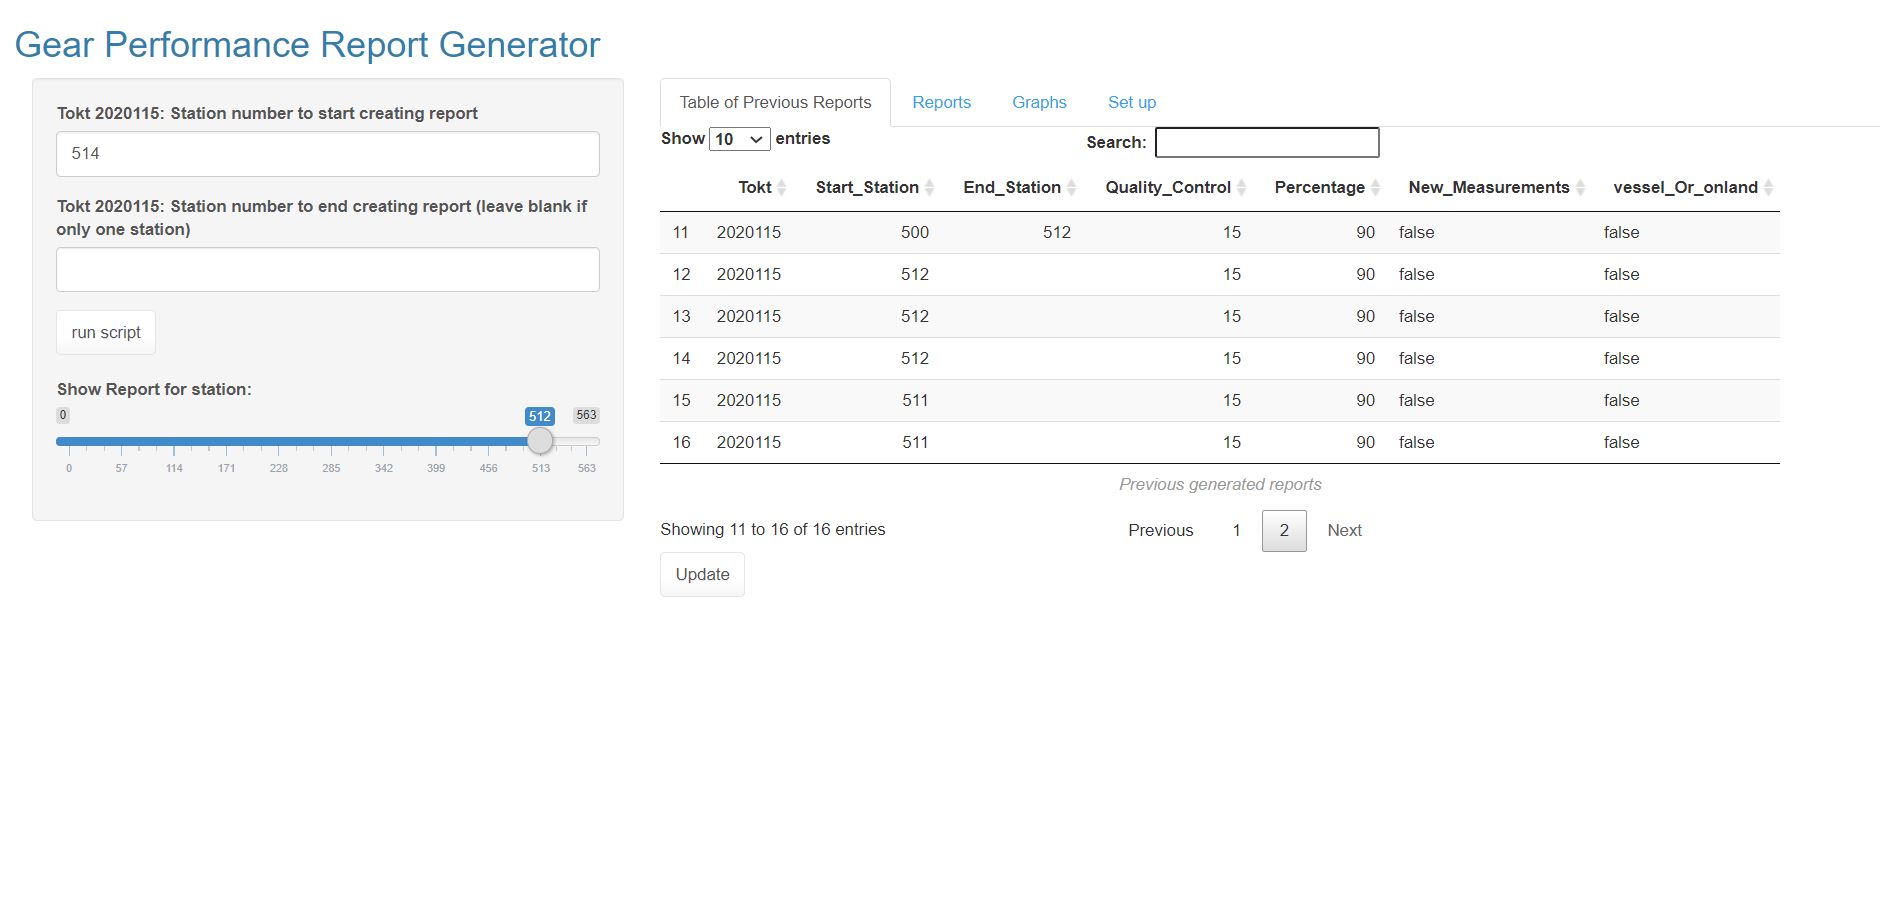 Gear Performance Report Generator
Tokt 2020115: Station number to start creating report
514
Tokt 2020115: Station number to end creating report (leave blank if
only one station)
run script
Show Report for station:
0 512 563
0 57 114 171 228 285 342 399 456 513 563
Table of Previous Reports Reports Graphs Set up
Show 10 entries Search:
Tokt Start_Station End_Station Quality_Control Percentage New_Measurements vessel_Or_onland
11 2020115 500 512 15 90 false false
12 2020115 512 15 90 false false
13 2020115 512 15 90 false false
14 2020115 512 15 90 false false
15 2020115 511 15 90 false false
16 2020115 511 15 90 false false
Previous generated reports
Showing 11 to 16 of 16 entries Previous 1 2 Next
Update